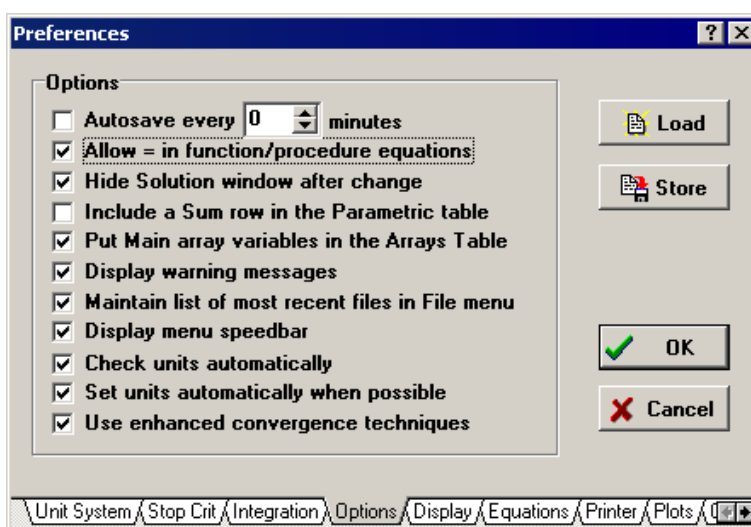 Preferences
Options
Autosave every 0 minutes
Allow = in function/procedure equations
Hide Solution window after change
Include a Sum row in the Parametric table
Put Main array variables in the Arrays Table
Display warning messages
Maintain list of most recent files in File menu
Display menu speedbar
Check units automatically
Set units automatically when possible
Use enhanced convergence techniques
Load
Store
OK
Cancel
Unit System Stop Crit Integration Options Display Equations Printer Plots